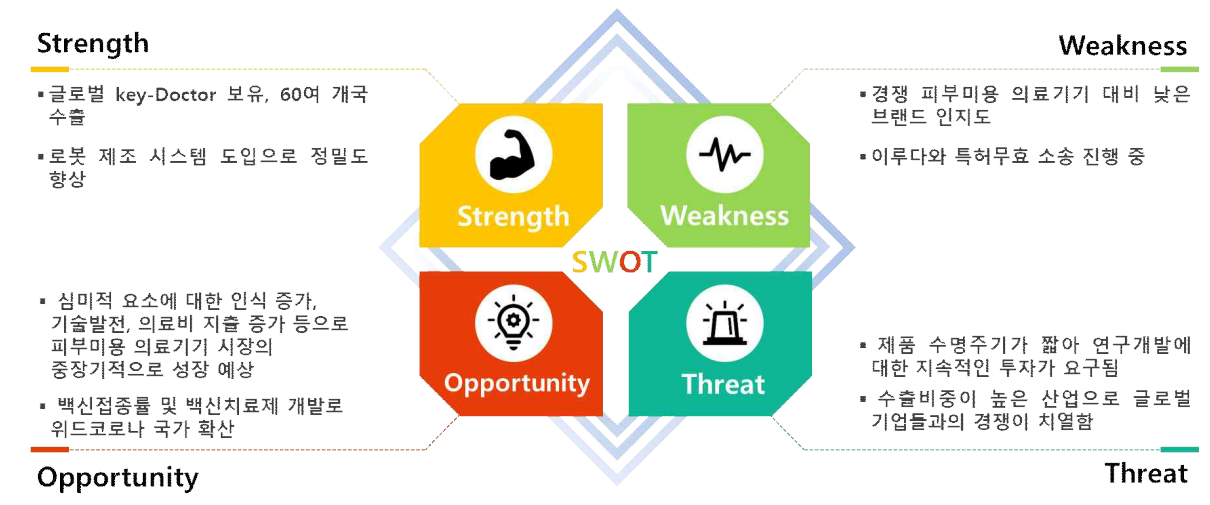 Strength
▪ 글로벌 key-Doctor 보유, 60여 개국
수출
▪ 로봇 제조 시스템 도입으로 정밀도
향상
Weakness
▪ 경쟁 피부미용 의료기기 대비 낮은
브랜드 인지도
▪ 이루다와 특허무효 소송 진행 중
Strength
Weakness
SWOT
Opportunity
Threat
▪ 심미적 요소에 대한 인식 증가,
기술발전, 의료비 지출 증가 등으로
피부미용 의료기기 시장의
중장기적으로 성장 예상
▪ 백신접종률 및 백신치료제 개발로
위드코로나 국가 확산
Opportunity
▪ 제품 수명주기가 짧아 연구개발에
대한 지속적인 투자가 요구됨
▪ 수출비중이 높은 산업으로 글로벌
기업들과의 경쟁이 치열함
Threat